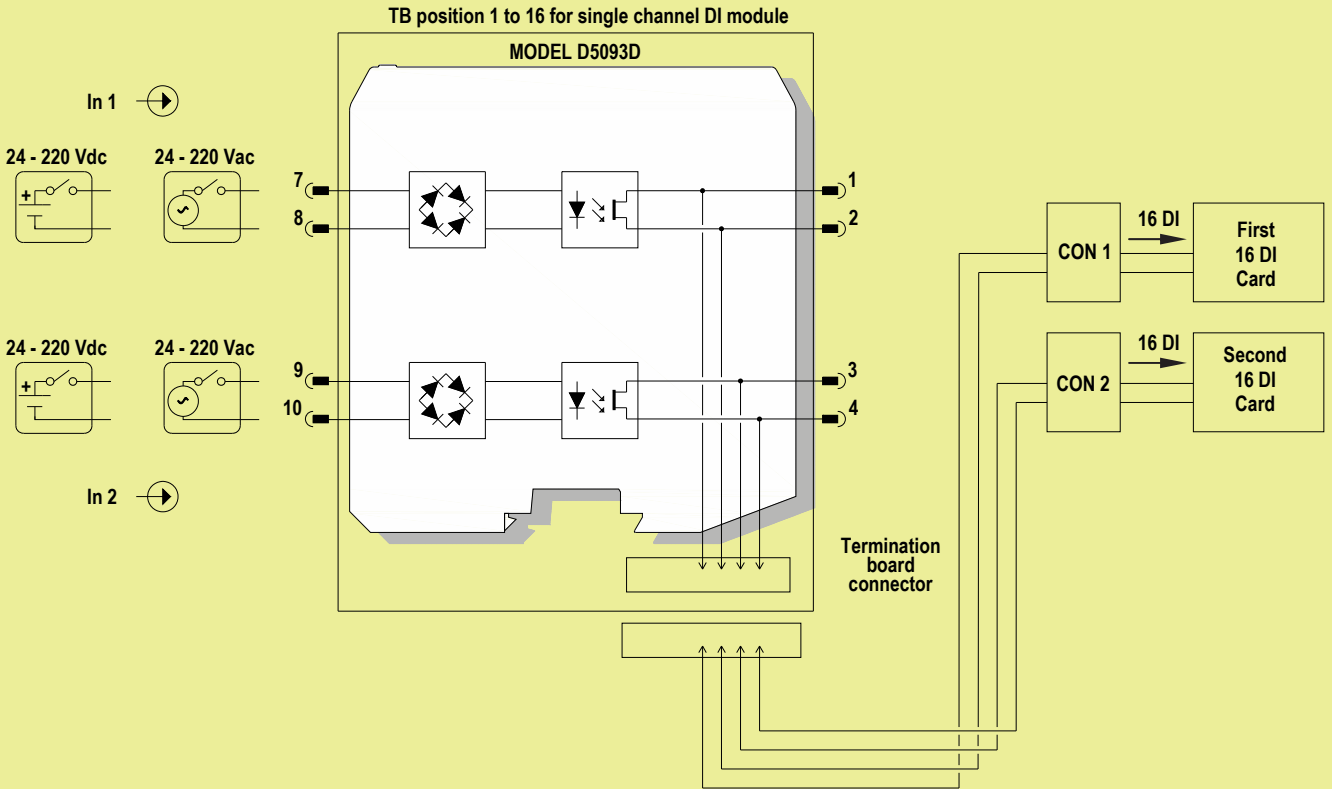 TB position 1 to 16 for single channel DI module
MODEL D5093D
In 1
24 - 220 Vdc
24 - 220 Vac
+
7
8
1
2
16 DI
CON 1
First
16 DI
Card
24 - 220 Vdc
24 - 220 Vac
+
9
10
3
4
16 DI
CON 2
Second
16 DI
Card
In 2
Termination
board
connector